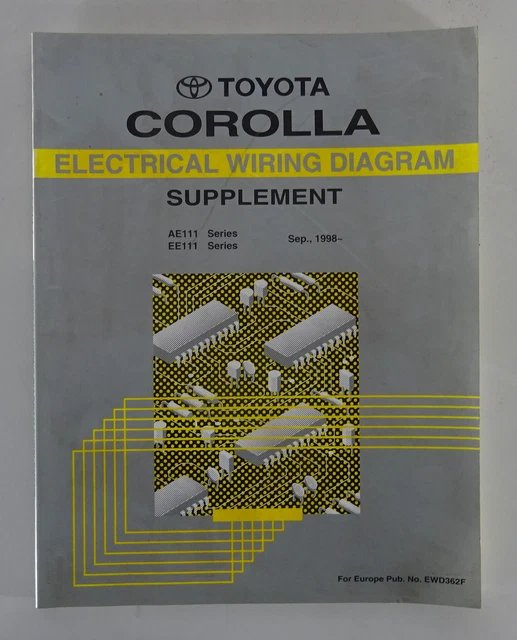 TOYOTA
COROLLA
ELECTRICAL WIRING DIAGRAM
SUPPLEMENT
AE111 Series
EE111 Series
Sep., 1998~
For Europe Pub. No. EWD362F